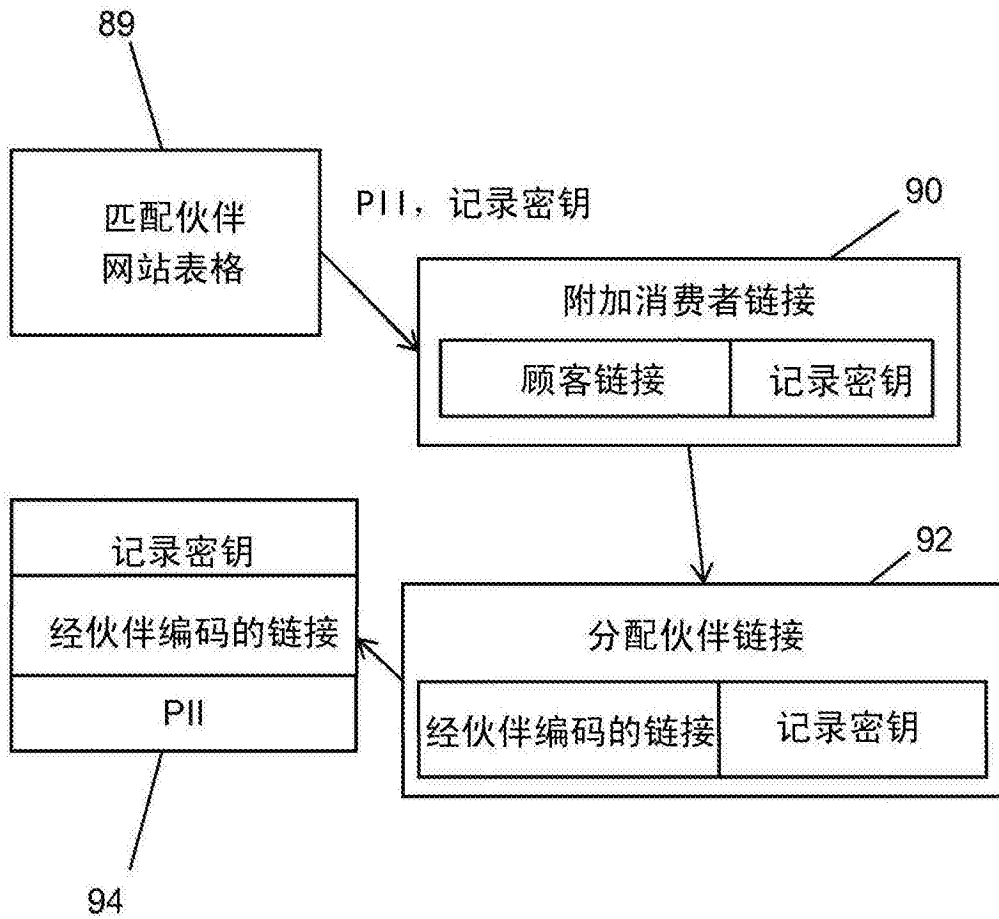 89
匹配伙伴
网站表格
PII，记录密钥
90
附加消费者链接
顾客链接
记录密钥
92
分配伙伴链接
经伙伴编码的链接
记录密钥
记录密钥
经伙伴编码的链接
PII
94